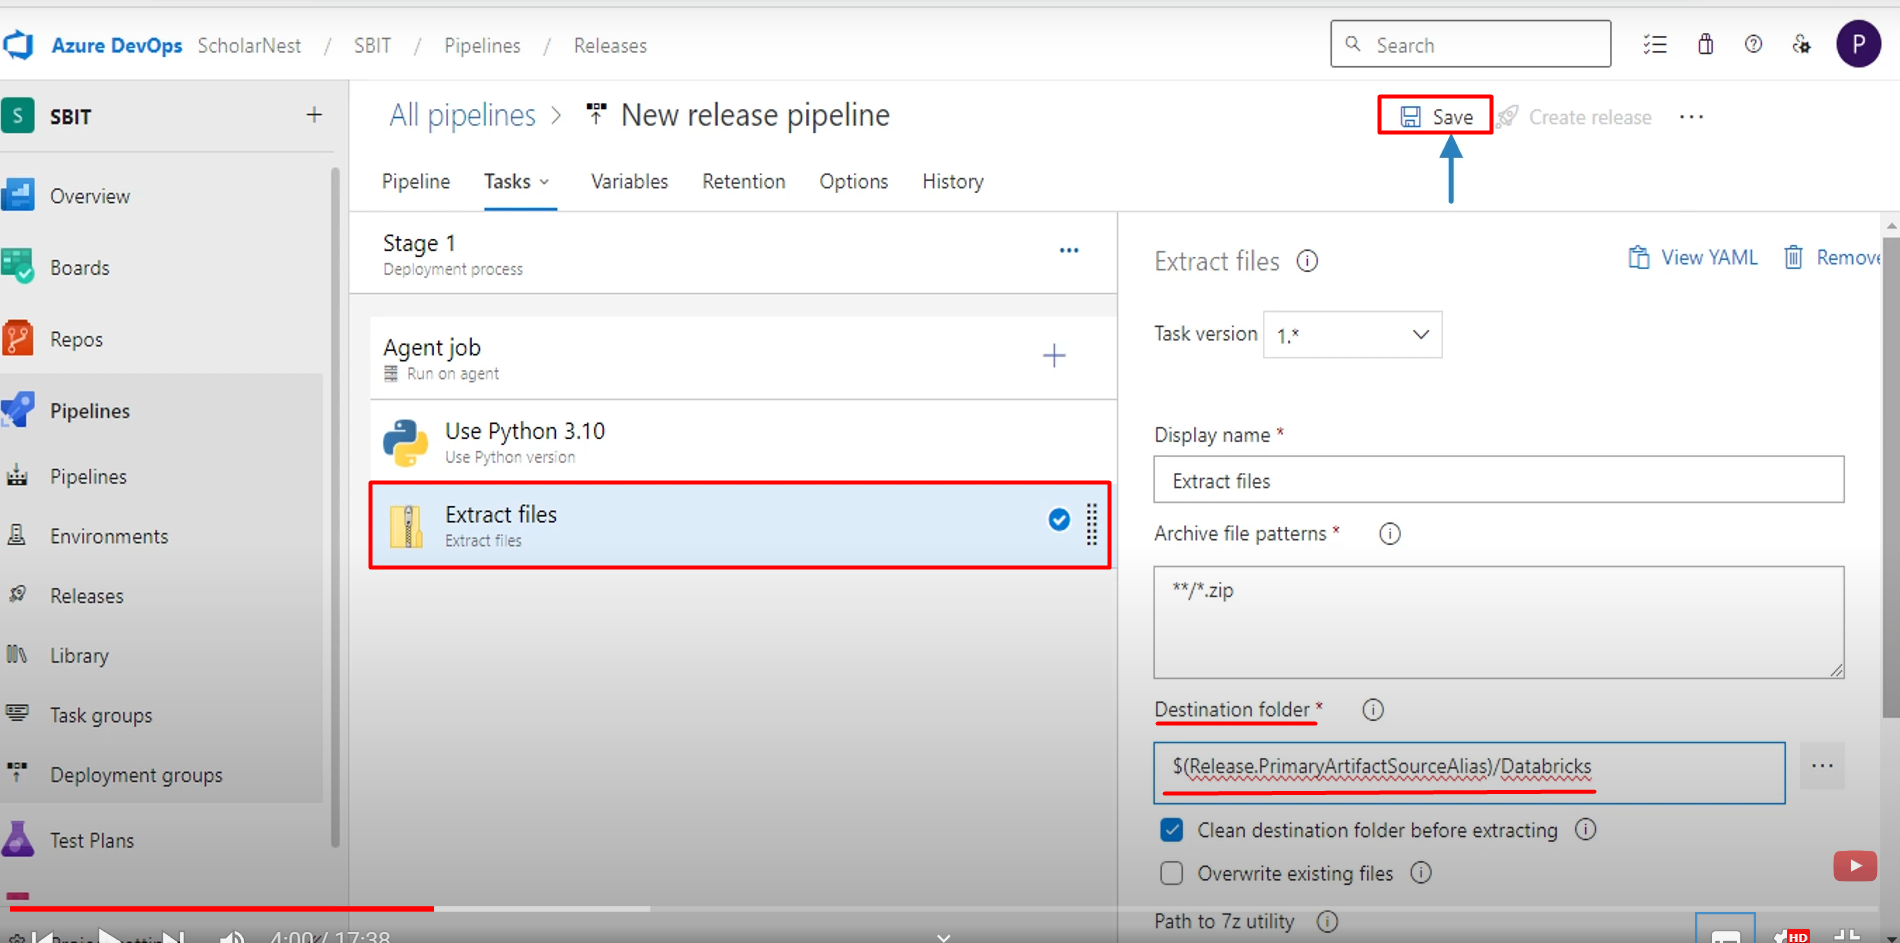 Azure DevOps ScholarNest / SBIT / Pipelines / Releases
Search
P
S SBIT +
Overview
Boards
Repos
Pipelines
Pipelines
Environments
Releases
Library
Task groups
Deployment groups
Test Plans
All pipelines > New release pipeline
Save Create release ...
Pipeline Tasks Variables Retention Options History
Stage 1
Deployment process
Agent job
Run on agent
Use Python 3.10
Use Python version
Extract files
Extract files
Extract files
View YAML Remove
Task version 1.*
Display name *
Extract files
Archive file patterns *
**/*.zip
Destination folder *
$(Release.PrimaryArtifactSourceAlias)/Databricks
Clean destination folder before extracting
Overwrite existing files
Path to 7z utility
4:00 / 17:38
HD